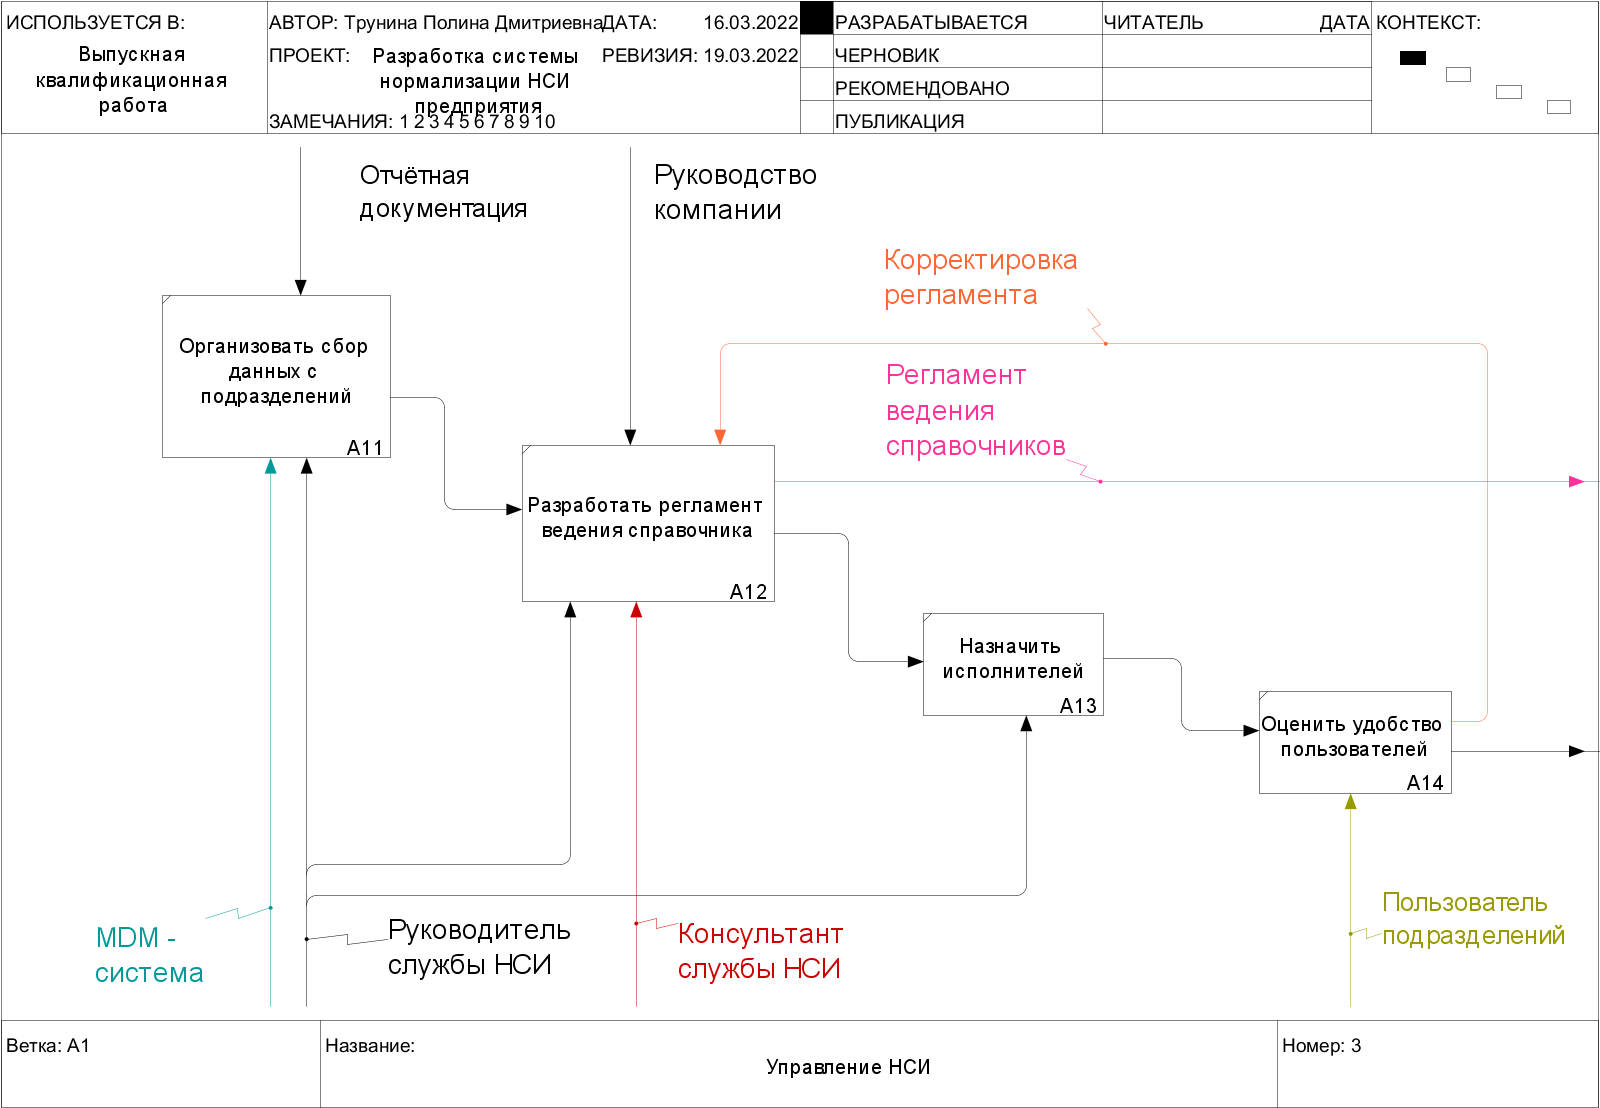 ИСПОЛЬЗУЕТСЯ В:
Выпускная
квалификационная
работа
АВТОР: Трунина Полина Дмитриевна
ДАТА: 16.03.2022
ПРОЕКТ: Разработка системы
нормализации НСИ
предприятия
РЕВИЗИЯ: 19.03.2022
ЗАМЕЧАНИЯ: 1 2 3 4 5 6 7 8 9 10
РАЗРАБАТЫВАЕТСЯ
ЧЕРНОВИК
РЕКОМЕНДОВАНО
ПУБЛИКАЦИЯ
ЧИТАТЕЛЬ ДАТА
КОНТЕКСТ:
Отчётная
документация
Руководство
компании
Корректировка
регламента
Организовать сбор
данных с
подразделений
A11
Регламент
ведения
справочников
Разработать регламент
ведения справочника
A12
Назначить
исполнителей
A13
Оценить удобство
пользователей
A14
MDM -
система
Руководитель
службы НСИ
Консультант
службы НСИ
Пользователь
подразделений
Ветка: A1
Название:
Управление НСИ
Номер: 3